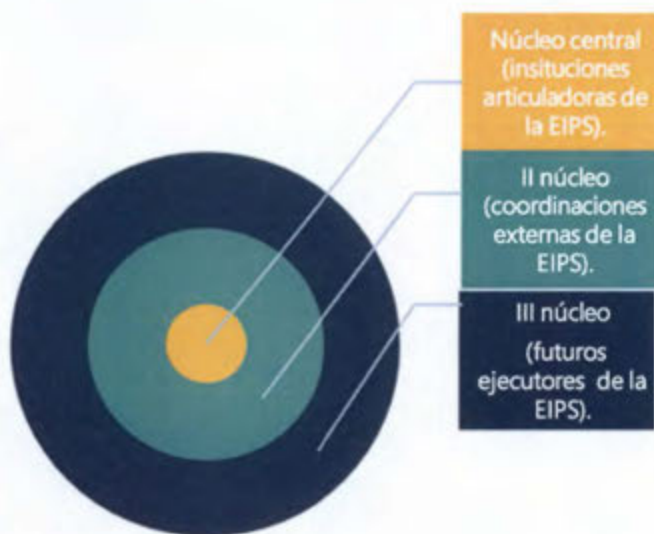 Núcleo central
(insituciones
articuladoras de
la EIPS).
II núcleo
(coordinaciones
externas de la
EIPS).
III núcleo
(futuros
ejecutores de la
EIPS).